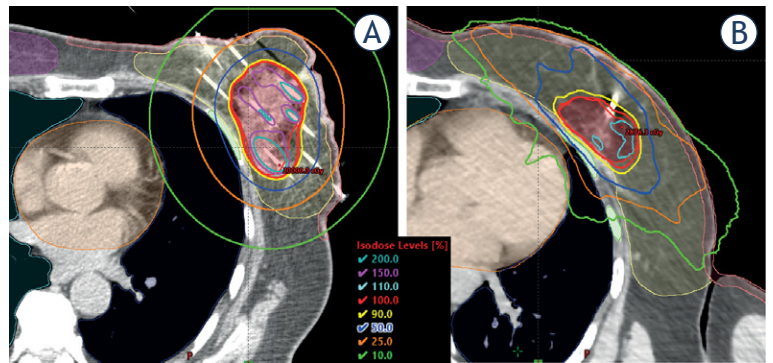 A
B
Isodose Levels [%]
✔ 200.0
✔ 150.0
✔ 110.0
✔ 100.0
✔ 90.0
✔ 50.0
✔ 25.0
✔ 10.0
P
P